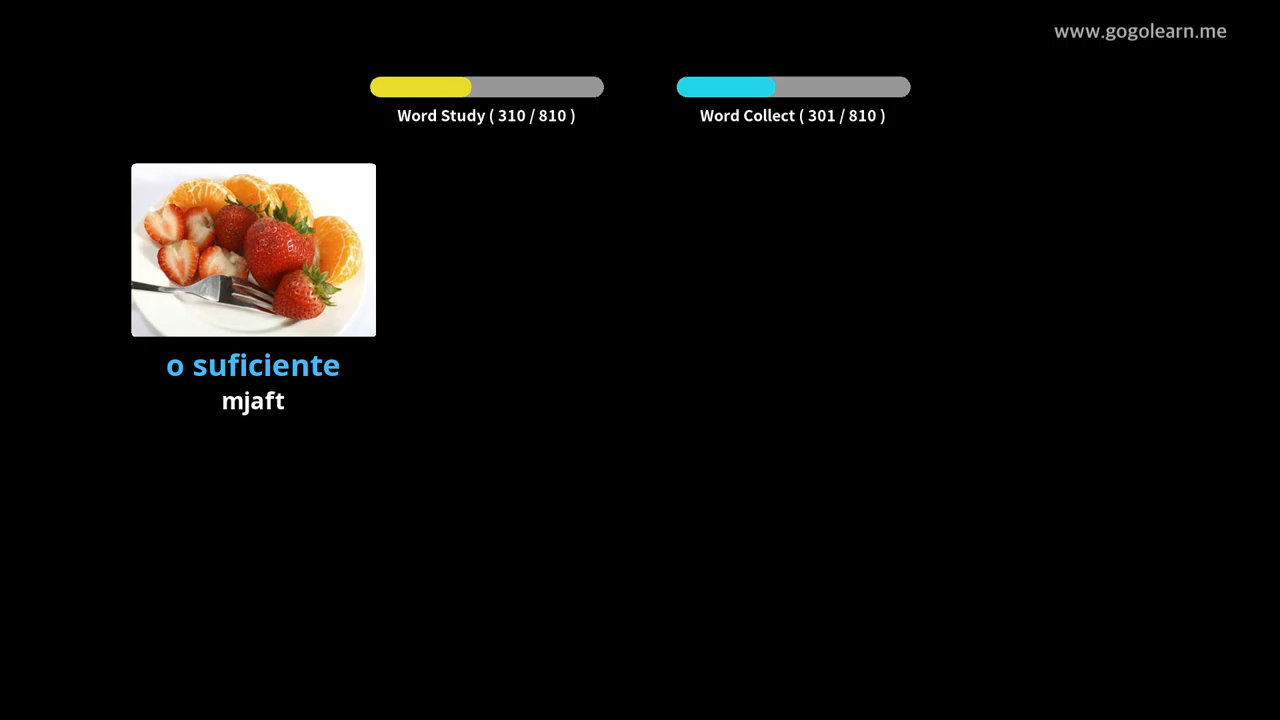 www.gogolearn.me
Word Study ( 310 / 810 )
Word Collect ( 301 / 810 )
o suficiente
mjaft